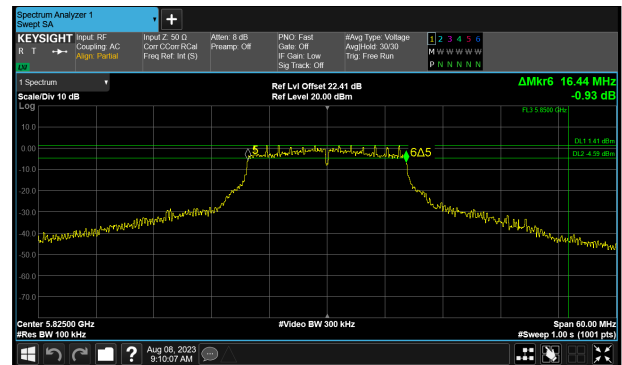 Spectrum Analyzer 1
Swept SA
+
KEYSIGHT Input: RF Input Z: 50 Ω Atten: 8 dB PNO: Fast #Avg Type: Voltage 1 2 3 4 5 6
R T Coupling: AC Corr CCorr RCal Preamp: Off Gate: Off Avg|Hold: 30/30 M W W W W W
Align: Partial Freq Ref: Int (S) IF Gain: Low Trig: Free Run
LV Sig Track: Off P N N N N N
1 Spectrum Ref Lvl Offset 22.41 dB ΔMkr6 16.44 MHz
Scale/Div 10 dB Ref Level 20.00 dBm -0.93 dB
Log
FL3 5.8500 GHz
10.0
DL1 1.41 dBm
0.00 5 6Δ5
DL2 -4.59 dBm
-10.0
-20.0
-30.0
-40.0
-50.0
-60.0
-70.0
Center 5.82500 GHz #Video BW 300 kHz Span 60.00 MHz
#Res BW 100 kHz #Sweep 1.00 s (1001 pts)
? Aug 08, 2023
9:10:07 AM